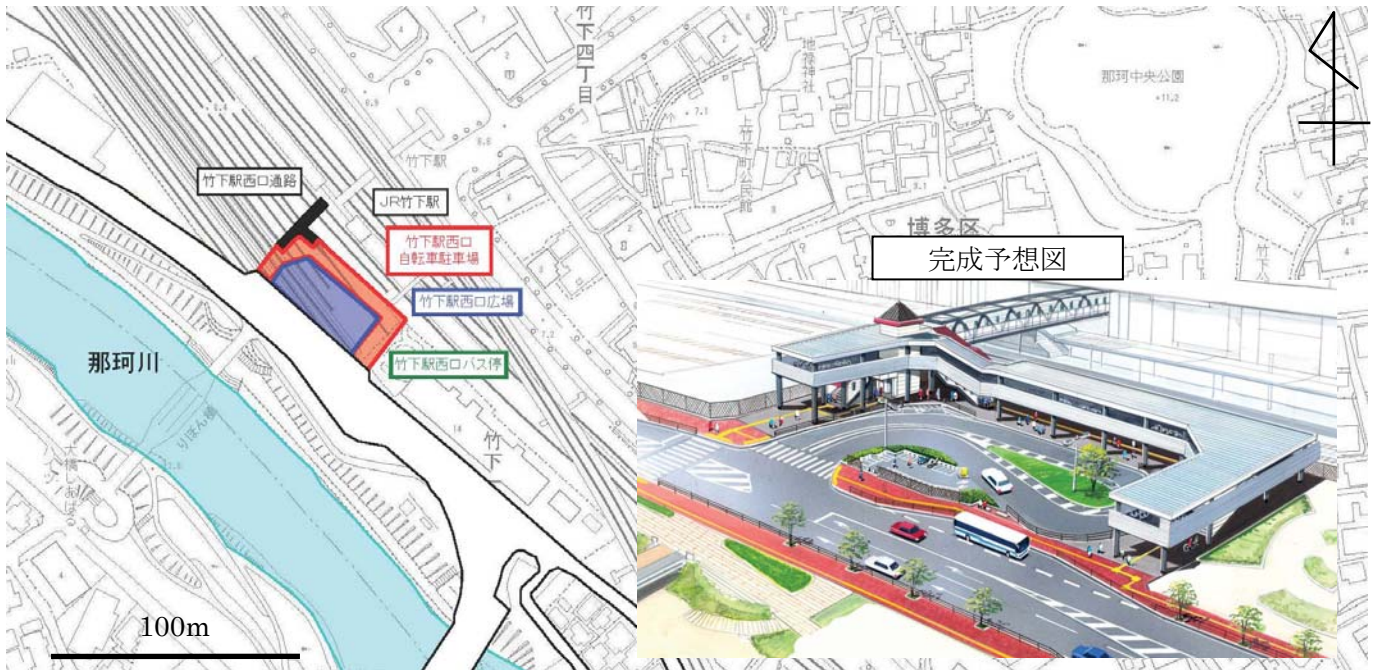 竹下四丁目
地禄神社
那珂中央公園
+11.2
上竹下町公民館
竹下駅
竹下駅西口通路
JR竹下駅
竹下駅西口
自転車駐車場
竹下駅西口広場
竹下駅西口バス停
博多区
完成予想図
那珂川
竹下
100m